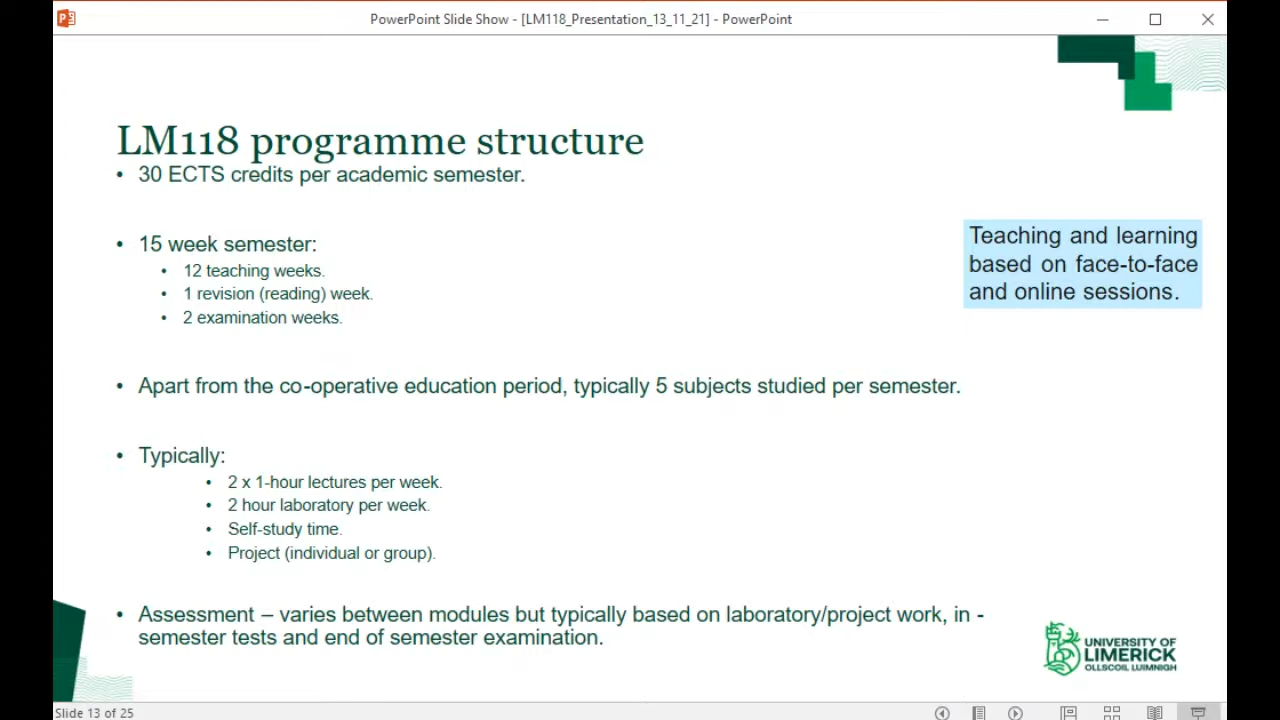 PowerPoint Slide Show - [LM118_Presentation_13_11_21] - PowerPoint
LM118 programme structure
• 30 ECTS credits per academic semester.
• 15 week semester:
• 12 teaching weeks.
• 1 revision (reading) week.
• 2 examination weeks.
Teaching and learning
based on face-to-face
and online sessions.
• Apart from the co-operative education period, typically 5 subjects studied per semester.
• Typically:
• 2 x 1-hour lectures per week.
• 2 hour laboratory per week.
• Self-study time.
• Project (individual or group).
• Assessment – varies between modules but typically based on laboratory/project work, in -
semester tests and end of semester examination.
UNIVERSITY OF
LIMERICK
OLLSCOIL LUIMNIGH
Slide 13 of 25